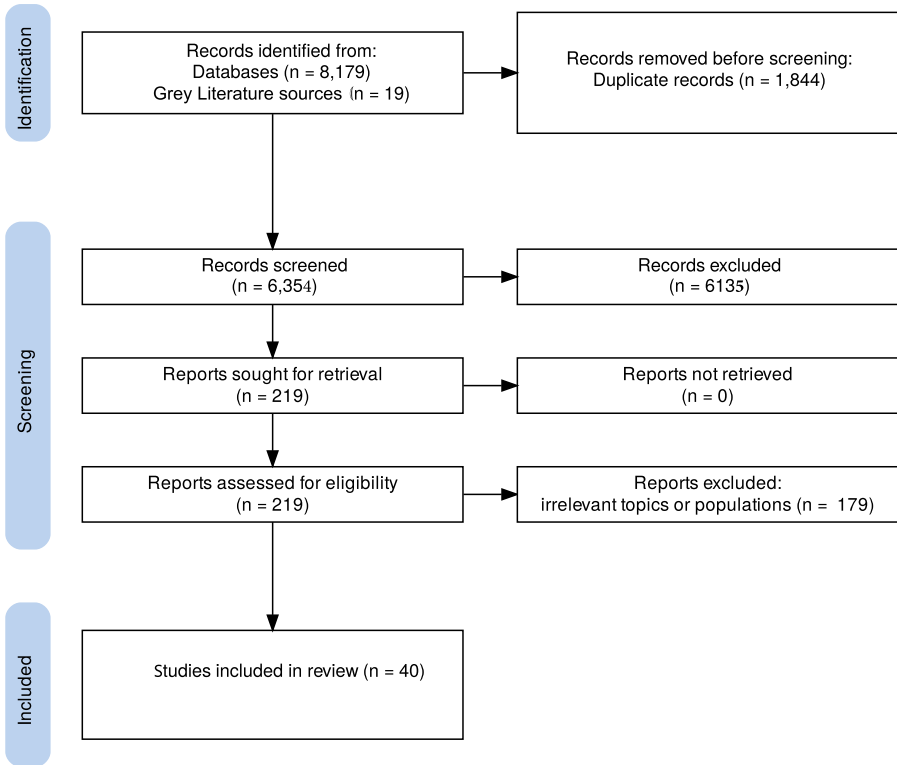 Identification
Records identified from:
Databases (n = 8,179)
Grey Literature sources (n = 19)
Records removed before screening:
Duplicate records (n = 1,844)
Screening
Records screened
(n = 6,354)
Records excluded
(n = 6135)
Reports sought for retrieval
(n = 219)
Reports not retrieved
(n = 0)
Reports assessed for eligibility
(n = 219)
Reports excluded:
irrelevant topics or populations (n = 179)
Included
Studies included in review (n = 40)